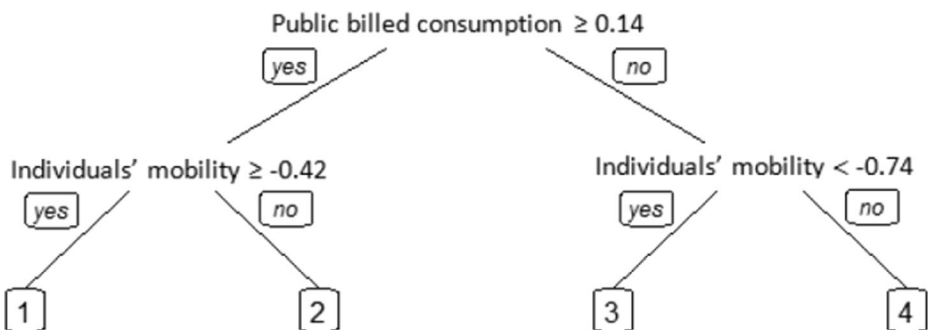 Public billed consumption ≥ 0.14
yes
no
Individuals’ mobility ≥ -0.42
Individuals’ mobility < -0.74
yes
no
yes
no
1
2
3
4